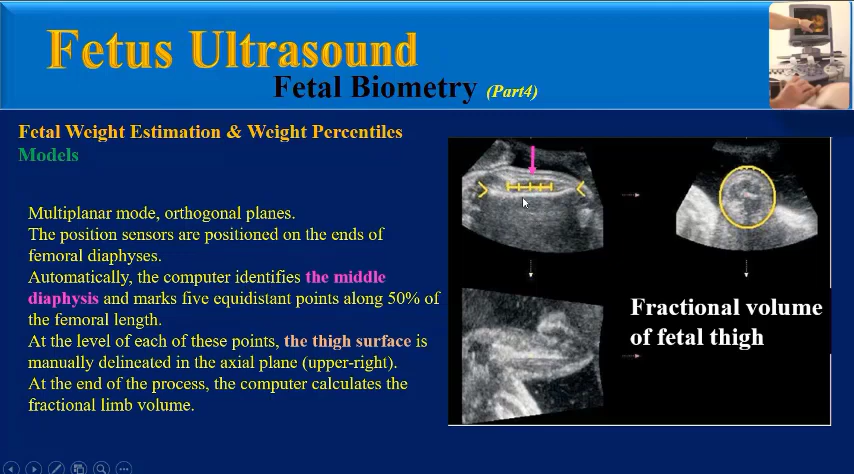 Fetus Ultrasound
Fetal Biometry (Part4)
Fetal Weight Estimation & Weight Percentiles
Models
Multiplanar mode, orthogonal planes.
The position sensors are positioned on the ends of
femoral diaphyses.
Automatically, the computer identifies the middle
diaphysis and marks five equidistant points along 50% of
the femoral length.
At the level of each of these points, the thigh surface is
manually delineated in the axial plane (upper-right).
At the end of the process, the computer calculates the
fractional limb volume.
Fractional volume
of fetal thigh